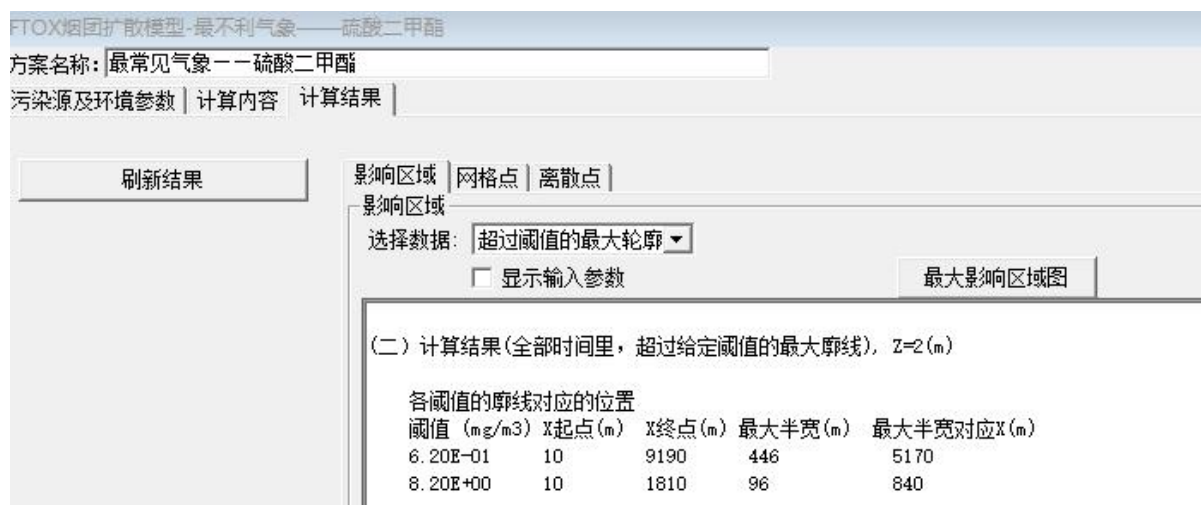 FTOX烟团扩散模型-最不利气象——硫酸二甲酯
方案名称: 最常见气象——硫酸二甲酯
污染源及环境参数 计算内容 计算结果
刷新结果
影响区域 网格点 离散点
影响区域
选择数据: 超过阈值的最大轮廓
显示输入参数
最大影响区域图
(二) 计算结果(全部时间里，超过给定阈值的最大廓线), Z=2(m)
各阈值的廓线对应的位置
阈值 (mg/m3) X起点(m) X终点(m) 最大半宽(m) 最大半宽对应X(m)
6.20E-01 10 9190 446 5170
8.20E+00 10 1810 96 840